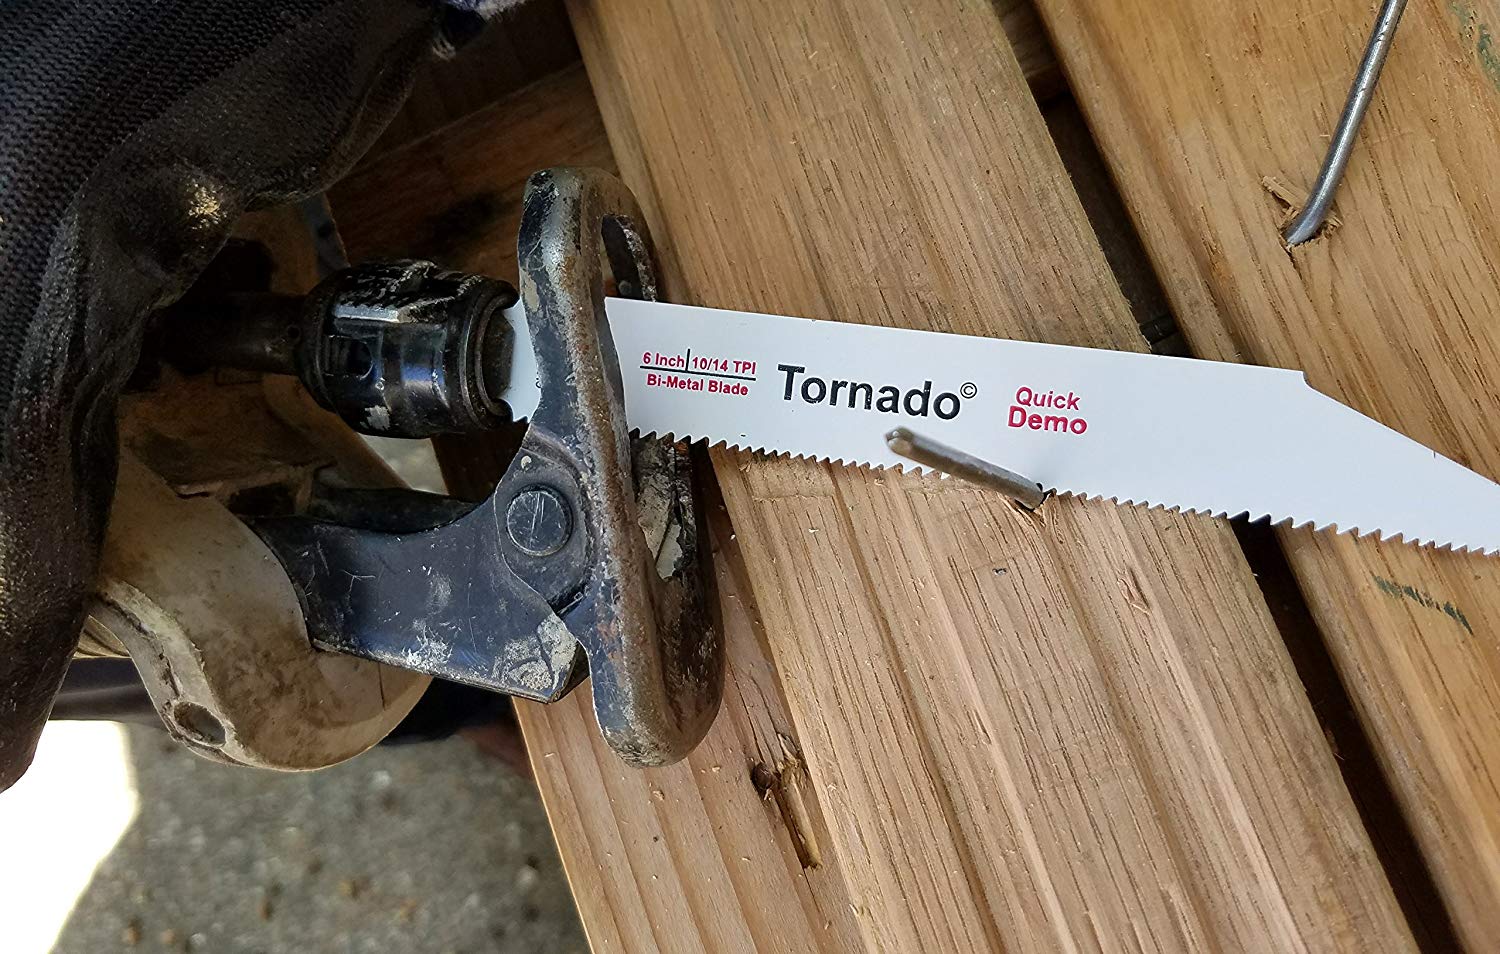 6 Inch|10/14 TPI
Bi-Metal Blade
Tornado©
Quick
Demo